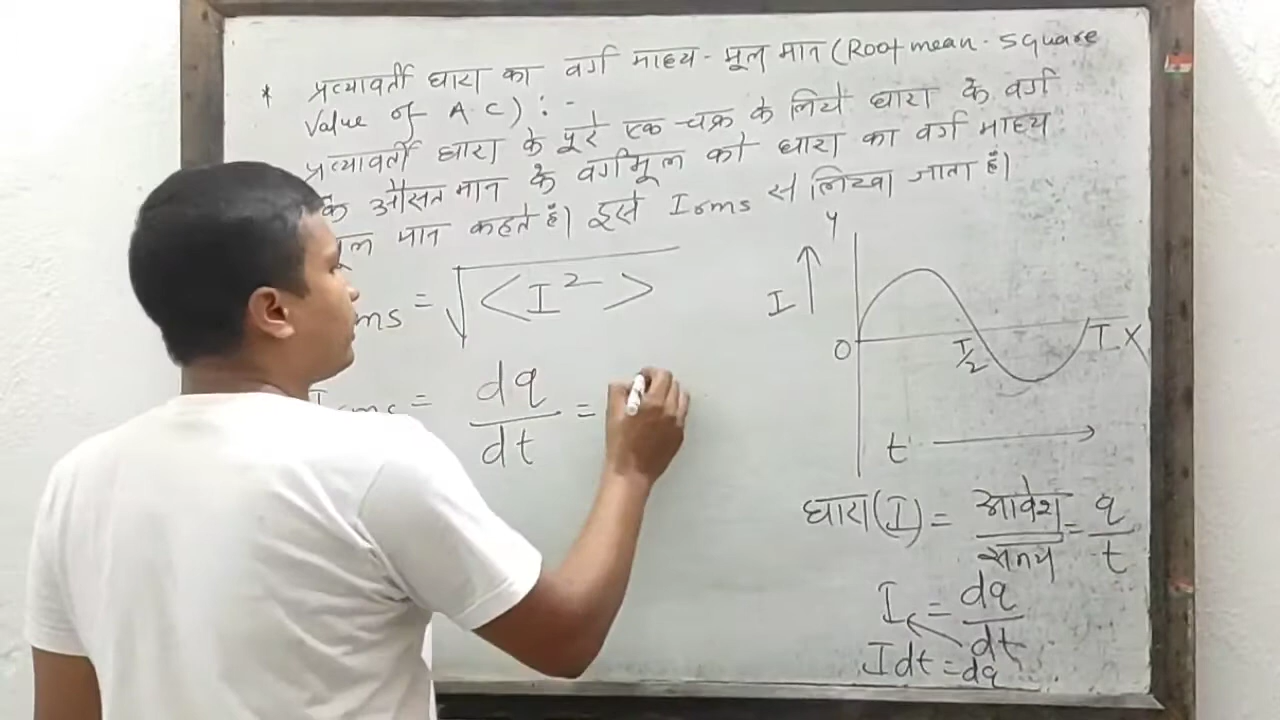 * प्रत्यावर्ती धारा का वर्ग माध्य - मूल मान (Root mean - Square
Value of A.C) : -
प्रत्यावर्ती धारा के पूरे एक चक्र के लिये धारा के वर्ग
के औसत मान के वर्गमूल को धारा का वर्ग माध्य
मूल मान कहते हैं। इसे Irms से लिखा जाता है।
ms = √<I²>
Irms = dq/dt =
y
I ↑
0
T/2
T
X
t →
धारा (I) = आवेश/समय = q/t
I = dq/dt
Idt = dq